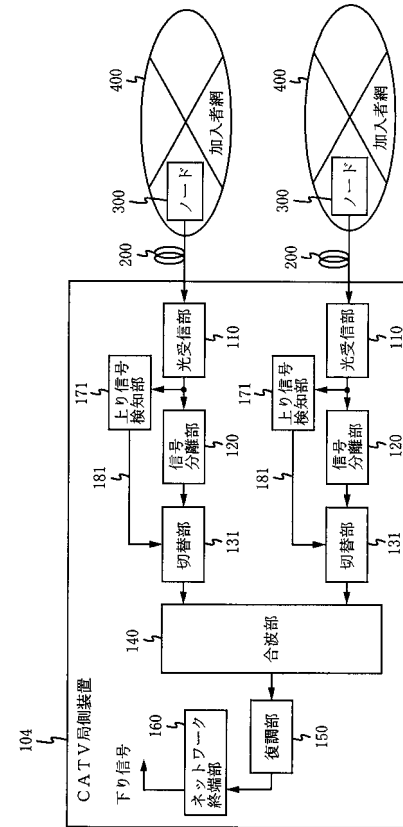 104
CATV局側装置
下り信号
160
ネットワーク
終端部
150
復調部
140
合波部
181
171
上り信号
検知部
131
切替部
120
信号
分離部
110
光受信部
200
300
ノード
400
加入者網
181
171
上り信号
検知部
131
切替部
120
信号
分離部
110
光受信部
200
300
ノード
400
加入者網